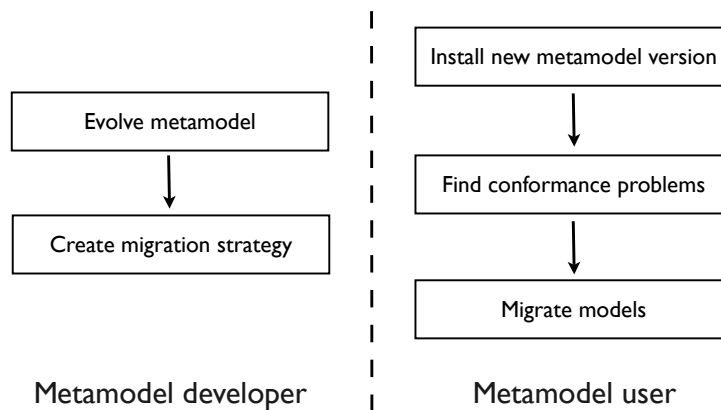 Evolve metamodel
Create migration strategy
Metamodel developer
Install new metamodel version
Find conformance problems
Migrate models
Metamodel user